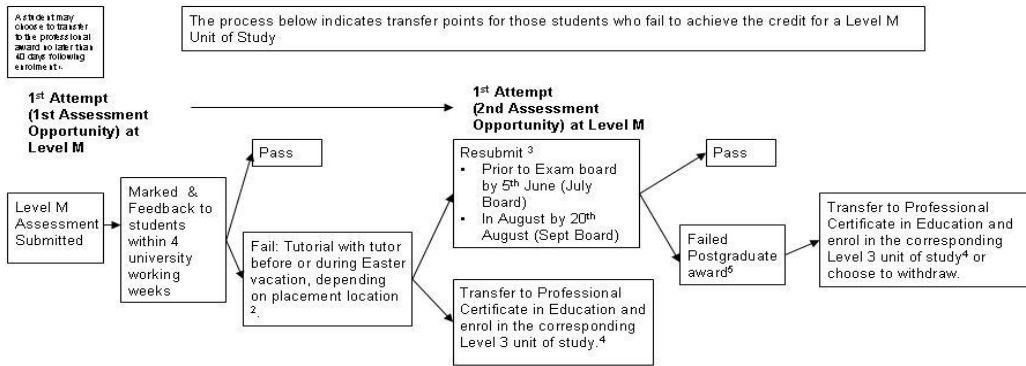 A student may
choose to transfer
to the professional
award no later than
40 days following
enrolment ¹.
The process below indicates transfer points for those students who fail to achieve the credit for a Level M
Unit of Study
1st Attempt
(1st Assessment
Opportunity) at
Level M
1st Attempt
(2nd Assessment
Opportunity) at Level M
Level M
Assessment
Submitted
Marked &
Feedback to
students
within 4
university
working
weeks
Pass
Fail: Tutorial with tutor
before or during Easter
vacation, depending
on placement location
2.
Resubmit 3
▪ Prior to Exam board
by 5th June (July
Board)
▪ In August by 20th
August (Sept Board)
Transfer to Professional
Certificate in Education and
enrol in the corresponding
Level 3 unit of study.4
Pass
Failed
Postgraduate
award5
Transfer to Professional
Certificate in Education and
enrol in the corresponding
Level 3 unit of study4 or
choose to withdraw.